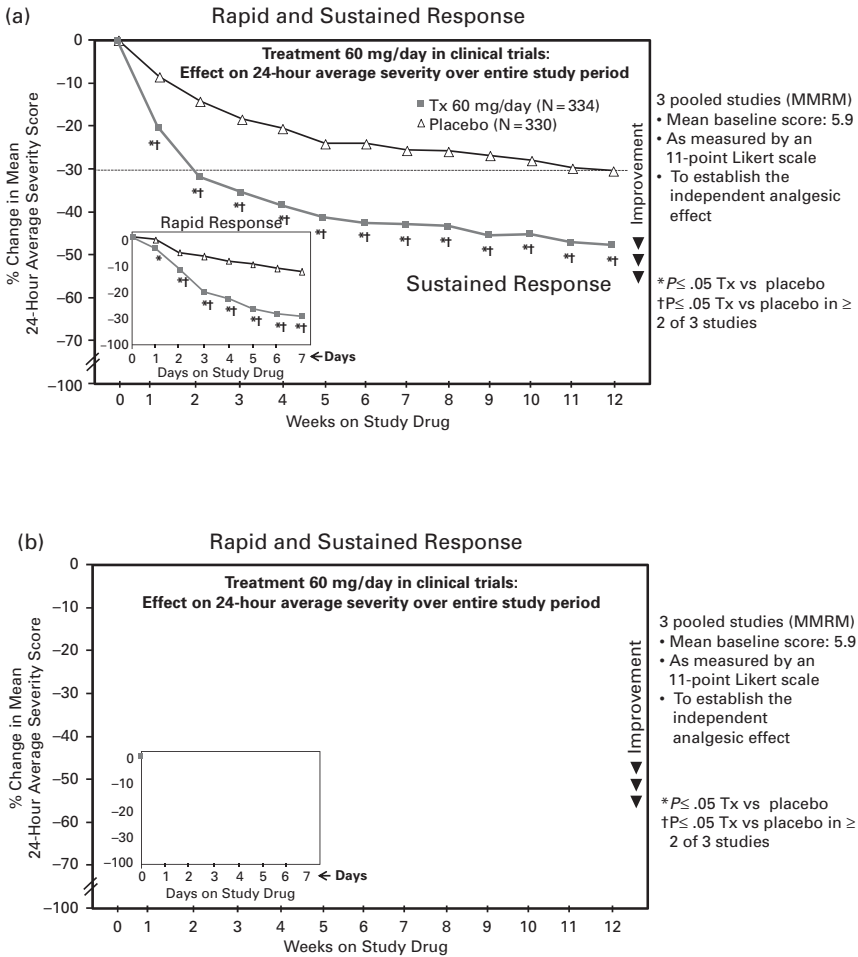 (a)
Rapid and Sustained Response
Treatment 60 mg/day in clinical trials:
Effect on 24-hour average severity over entire study period
Tx 60 mg/day (N = 334)
Placebo (N = 330)
% Change in Mean
24-Hour Average Severity Score
0
−10
−20
−30
−40
−50
−60
−70
−100
*†
*†
*†
*†
*†
*†
*†
*†
*†
*†
*†
*†
Sustained Response
Improvement
Rapid Response
0
−10
−20
−30
−100
*
*†
*†
*†
*†
*†
*†
0 1 2 3 4 5 6 7 ← Days
Days on Study Drug
0 1 2 3 4 5 6 7 8 9 10 11 12
Weeks on Study Drug
3 pooled studies (MMRM)
• Mean baseline score: 5.9
• As measured by an
11-point Likert scale
• To establish the
independent analgesic
effect
*P≤ .05 Tx vs placebo
†P≤ .05 Tx vs placebo in ≥
2 of 3 studies
(b)
Rapid and Sustained Response
Treatment 60 mg/day in clinical trials:
Effect on 24-hour average severity over entire study period
% Change in Mean
24-Hour Average Severity Score
0
−10
−20
−30
−40
−50
−60
−70
−100
Improvement
0
−10
−20
−30
−100
0 1 2 3 4 5 6 7 ← Days
Days on Study Drug
0 1 2 3 4 5 6 7 8 9 10 11 12
Weeks on Study Drug
3 pooled studies (MMRM)
• Mean baseline score: 5.9
• As measured by an
11-point Likert scale
• To establish the
independent
analgesic effect
*P≤ .05 Tx vs placebo
†P≤ .05 Tx vs placebo in ≥
2 of 3 studies